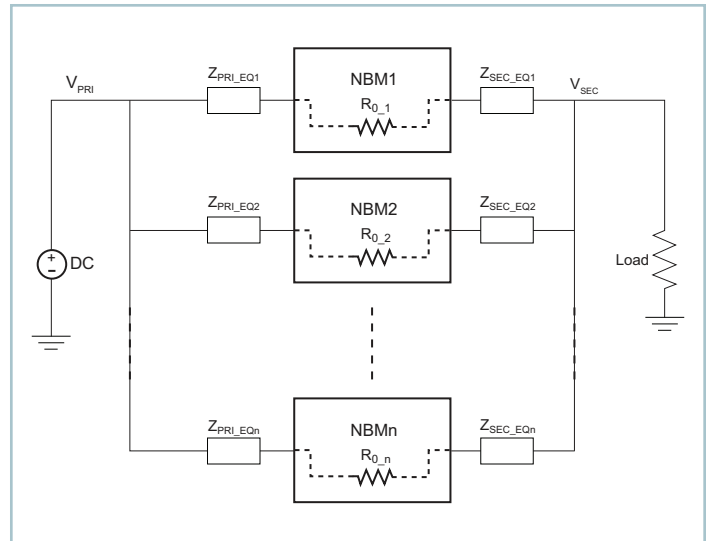 Z_PRI_EQ1 NBM1 Z_SEC_EQ1
V_PRI R_0_1 V_SEC
Z_PRI_EQ2 NBM2 Z_SEC_EQ2
R_0_2
+
– DC Load
Z_PRI_EQn NBMn Z_SEC_EQn
R_0_n